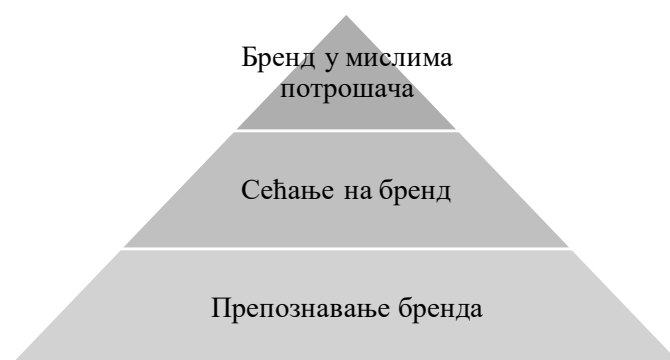 Бренд у мислима
потрошача
Сећање на бренд
Препознавање бренда